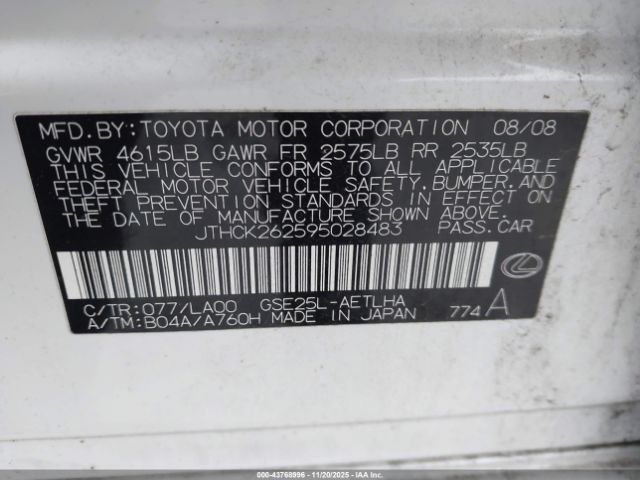 MFD. BY: TOYOTA MOTOR CORPORATION 08/08
GVWR 4615LB GAWR FR 2575LB RR 2535LB
THIS VEHICLE CONFORMS TO ALL APPLICABLE
FEDERAL MOTOR VEHICLE SAFETY, BUMPER, AND
THEFT PREVENTION STANDARDS IN EFFECT ON
THE DATE OF MANUFACTURE SHOWN ABOVE.
JTHCK262595028483 PASS. CAR
C/TR: 077/LA00 GSE25L-AETLHA
A/TM: B04A/A760H MADE IN JAPAN 774 A
000-43768996 - 11/20/2025 - IAAI.CA